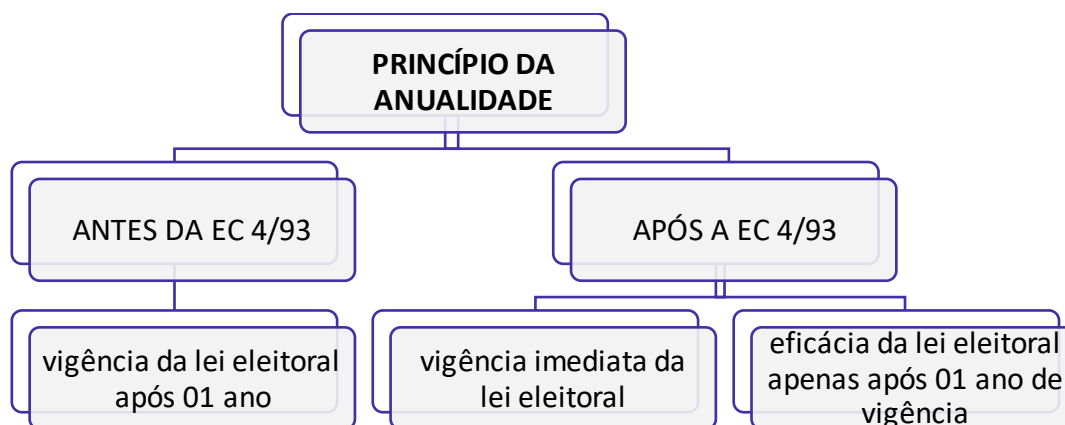 PRINCÍPIO DA
ANUALIDADE
ANTES DA EC 4/93
APÓS A EC 4/93
vigência da lei eleitoral
após 01 ano
vigência imediata da
lei eleitoral
eficácia da lei eleitoral
apenas após 01 ano de
vigência